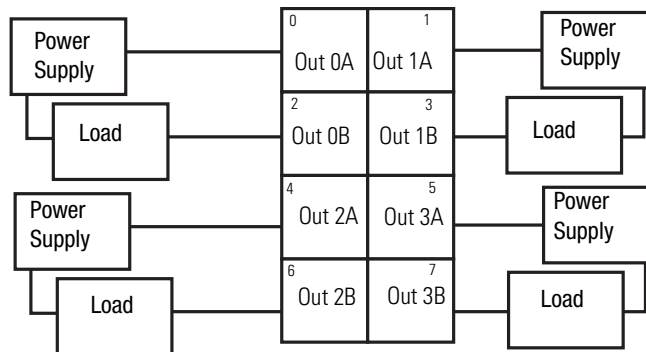 0
1
Power
Supply
Out 0A
Out 1A
Power
Supply
2
3
Load
Out 0B
Out 1B
Load
4
5
Power
Supply
Out 2A
Out 3A
Power
Supply
6
7
Load
Out 2B
Out 3B
Load